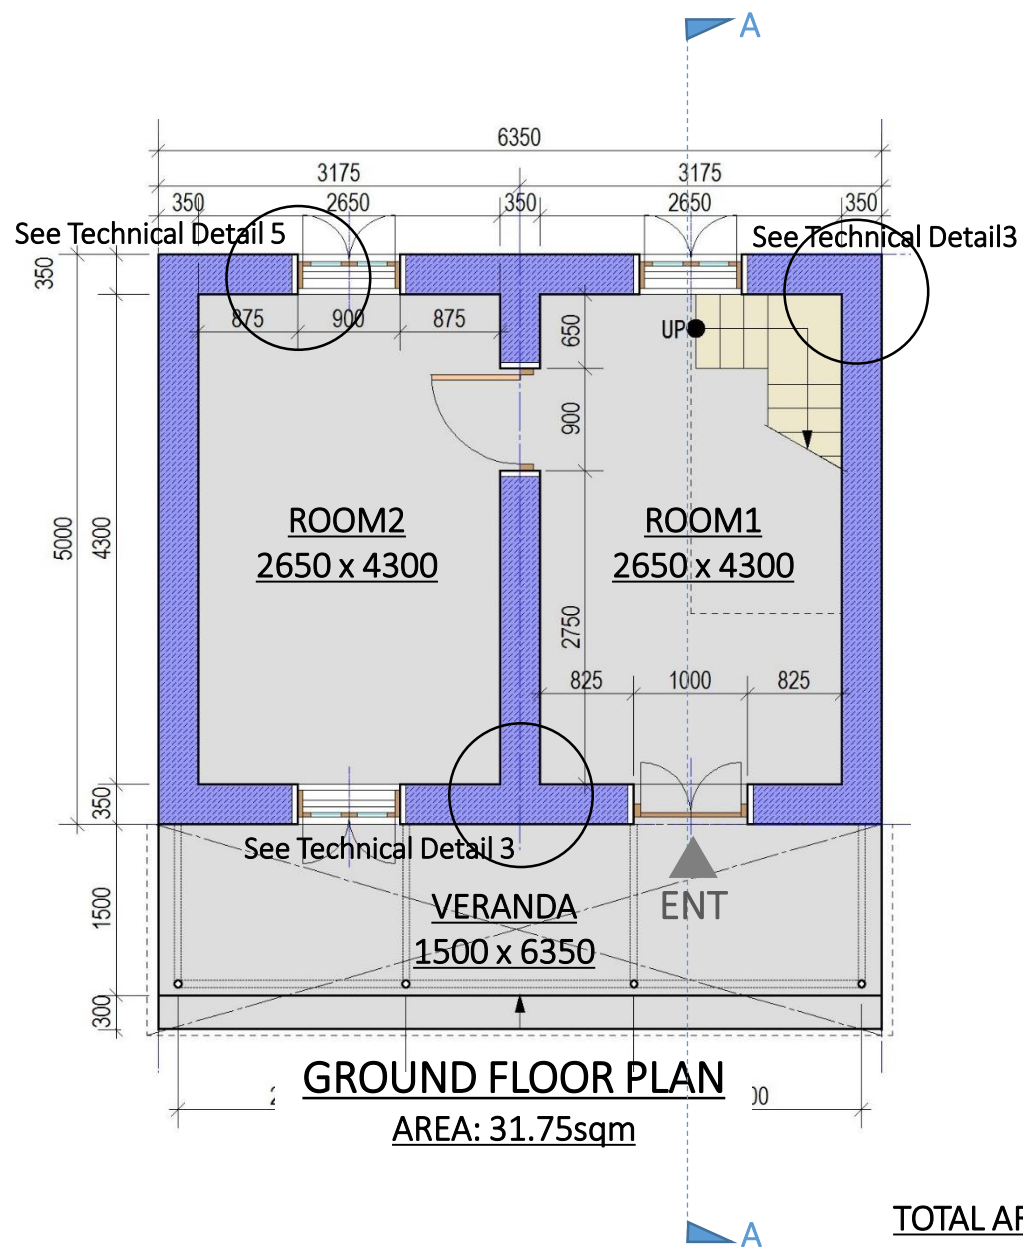 A
6350
3175 3175
350 2650 350 2650 350
See Technical Detail 5
See Technical Detail3
350
875 900 875
650
UP
900
5000
4300
ROOM2
2650 x 4300
ROOM1
2650 x 4300
2750
825 1000 825
350
See Technical Detail 3
1500
VERANDA
1500 x 6350
ENT
300
GROUND FLOOR PLAN
AREA: 31.75sqm
TOTAL
A